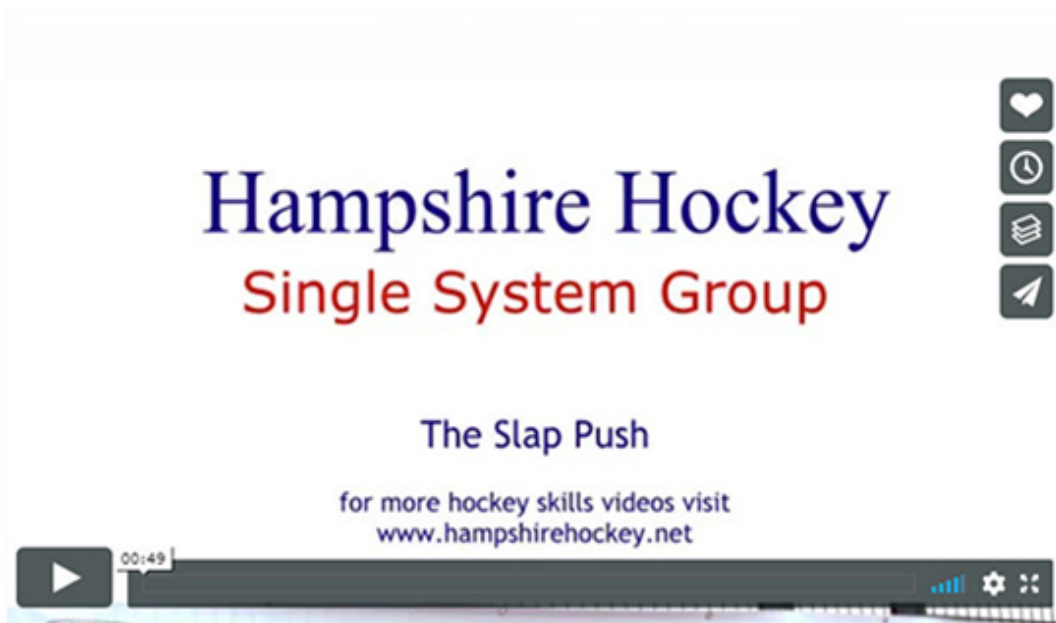 Hampshire Hockey
Single System Group
The Slap Push
for more hockey skills videos visit
www.hampshirehockey.net
00:49